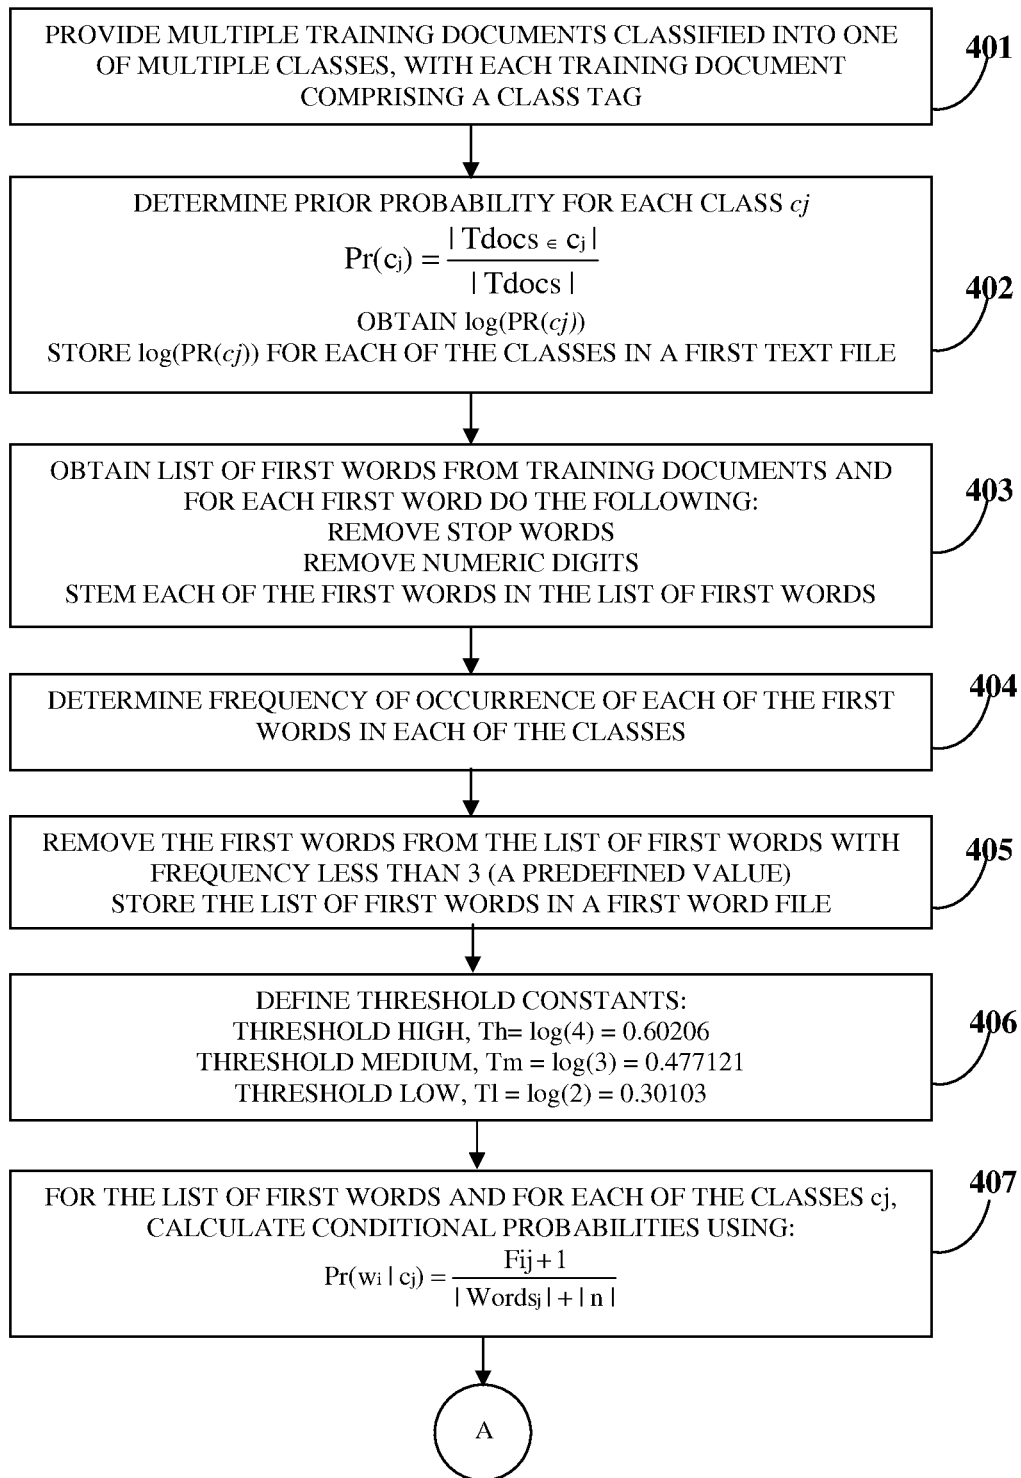 PROVIDE MULTIPLE TRAINING DOCUMENTS CLASSIFIED INTO ONE
OF MULTIPLE CLASSES, WITH EACH TRAINING DOCUMENT
COMPRISING A CLASS TAG
401
DETERMINE PRIOR PROBABILITY FOR EACH CLASS cj
Pr(cj) = | Tdocs ∈ cj | / | Tdocs |
OBTAIN log(PR(cj))
STORE log(PR(cj)) FOR EACH OF THE CLASSES IN A FIRST TEXT FILE
402
OBTAIN LIST OF FIRST WORDS FROM TRAINING DOCUMENTS AND
FOR EACH FIRST WORD DO THE FOLLOWING:
REMOVE STOP WORDS
REMOVE NUMERIC DIGITS
STEM EACH OF THE FIRST WORDS IN THE LIST OF FIRST WORDS
403
DETERMINE FREQUENCY OF OCCURRENCE OF EACH OF THE FIRST
WORDS IN EACH OF THE CLASSES
404
REMOVE THE FIRST WORDS FROM THE LIST OF FIRST WORDS WITH
FREQUENCY LESS THAN 3 (A PREDEFINED VALUE)
STORE THE LIST OF FIRST WORDS IN A FIRST WORD FILE
405
DEFINE THRESHOLD CONSTANTS:
THRESHOLD HIGH, Th= log(4) = 0.60206
THRESHOLD MEDIUM, Tm = log(3) = 0.477121
THRESHOLD LOW, Tl = log(2) = 0.30103
406
FOR THE LIST OF FIRST WORDS AND FOR EACH OF THE CLASSES cj,
CALCULATE CONDITIONAL PROBABILITIES USING:
Pr(wi | cj) = Fij + 1 / | Wordsj | + | n |
407
A